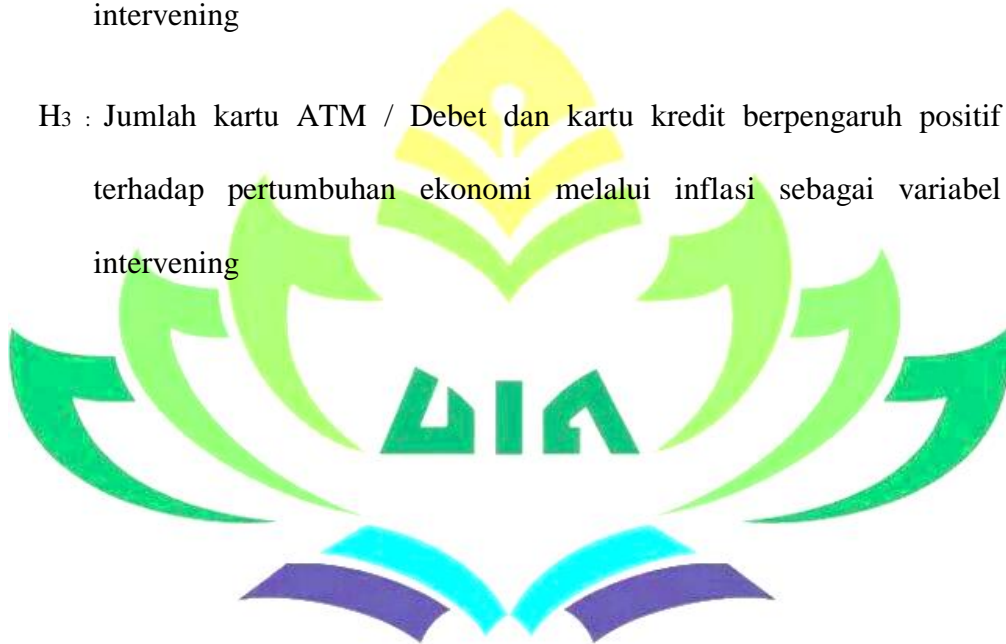 intervening
H3 : Jumlah kartu ATM / Debet dan kartu kredit berpengaruh positif
terhadap pertumbuhan ekonomi melalui inflasi sebagai variabel
intervening
UIN